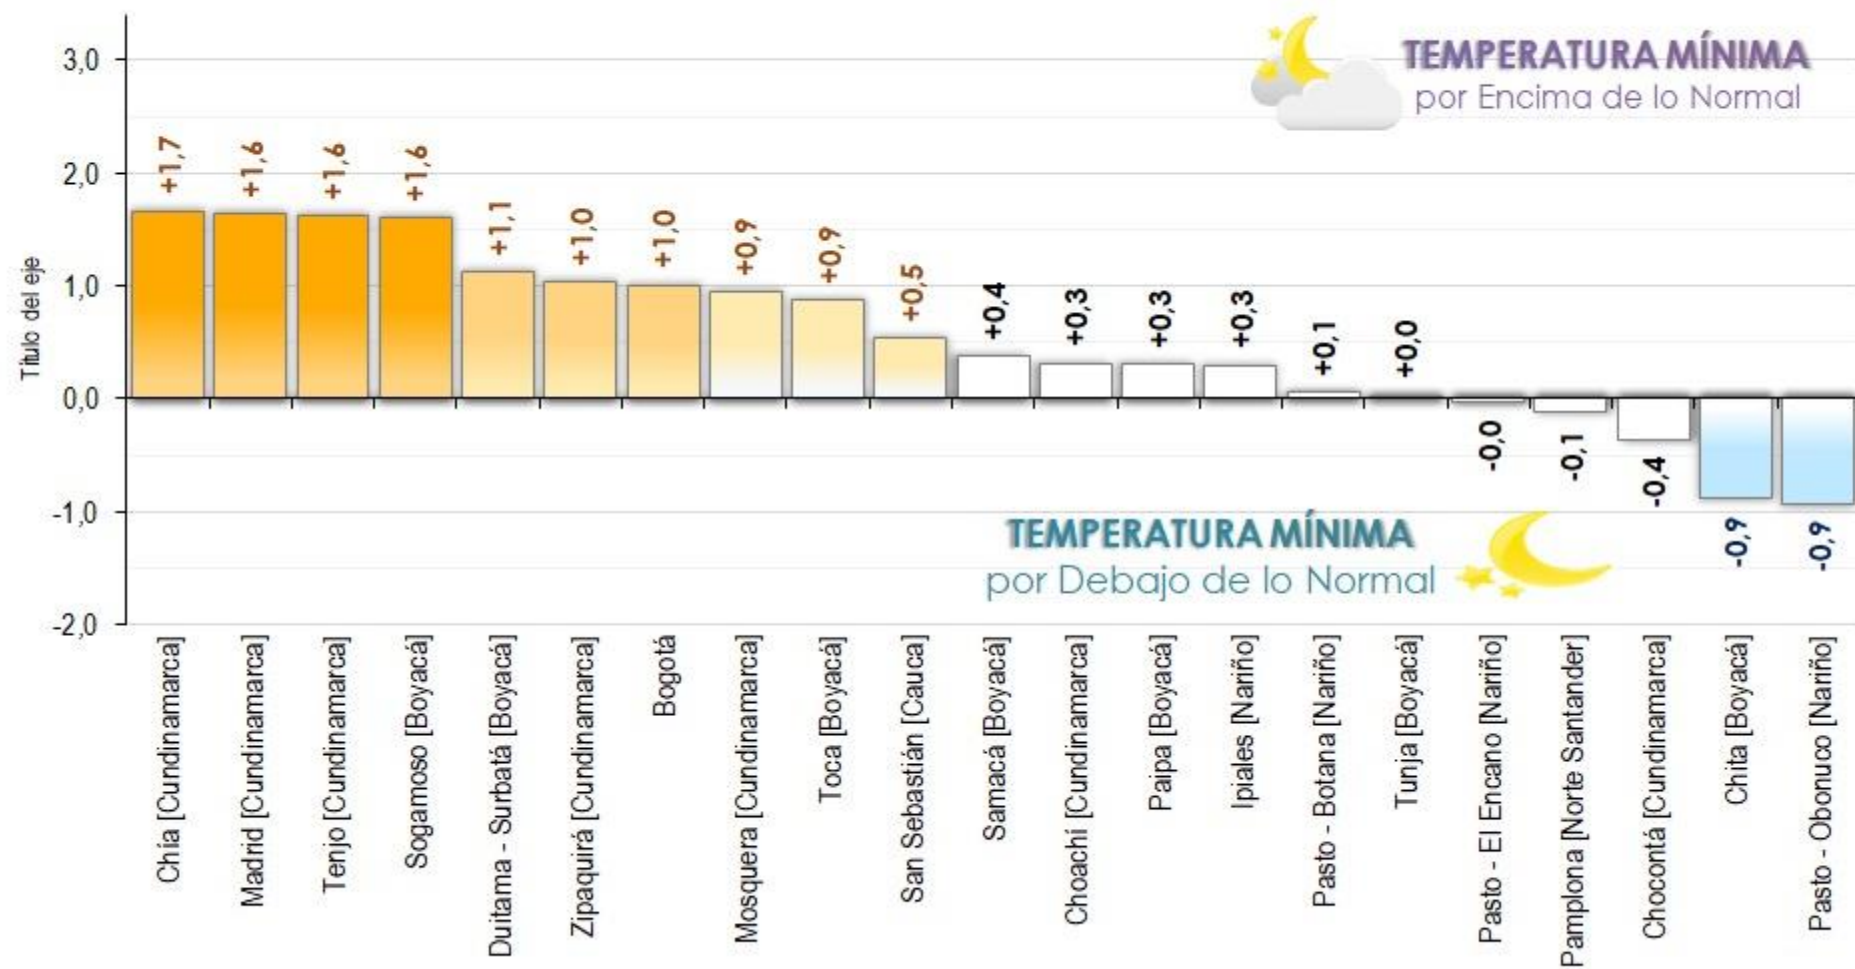 TEMPERATURA MÍNIMA
por Encima de lo Normal
Título del eje
3,0
2,0
1,0
0,0
-1,0
-2,0
+1,7
+1,6
+1,6
+1,6
+1,1
+1,0
+1,0
+0,9
+0,9
+0,5
+0,4
+0,3
+0,3
+0,3
+0,1
+0,0
-0,0
-0,1
-0,4
-0,9
-0,9
TEMPERATURA MÍNIMA
por Debajo de lo Normal
Chía [Cundinamarca]
Madrid [Cundinamarca]
Tenjo [Cundinamarca]
Sogamoso [Boyacá]
Duitama - Surbatá [Boyacá]
Zipaquirá [Cundinamarca]
Bogotá
Mosquera [Cundinamarca]
Toca [Boyacá]
San Sebastián [Cauca]
Samacá [Boyacá]
Choachí [Cundinamarca]
Paipa [Boyacá]
Ipiales [Nariño]
Pasto - Botana [Nariño]
Tunja [Boyacá]
Pasto - El Encano [Nariño]
Pamplona [Norte Santander]
Chocontá [Cundinamarca]
Chita [Boyacá]
Pasto - Obonuco [Nariño]